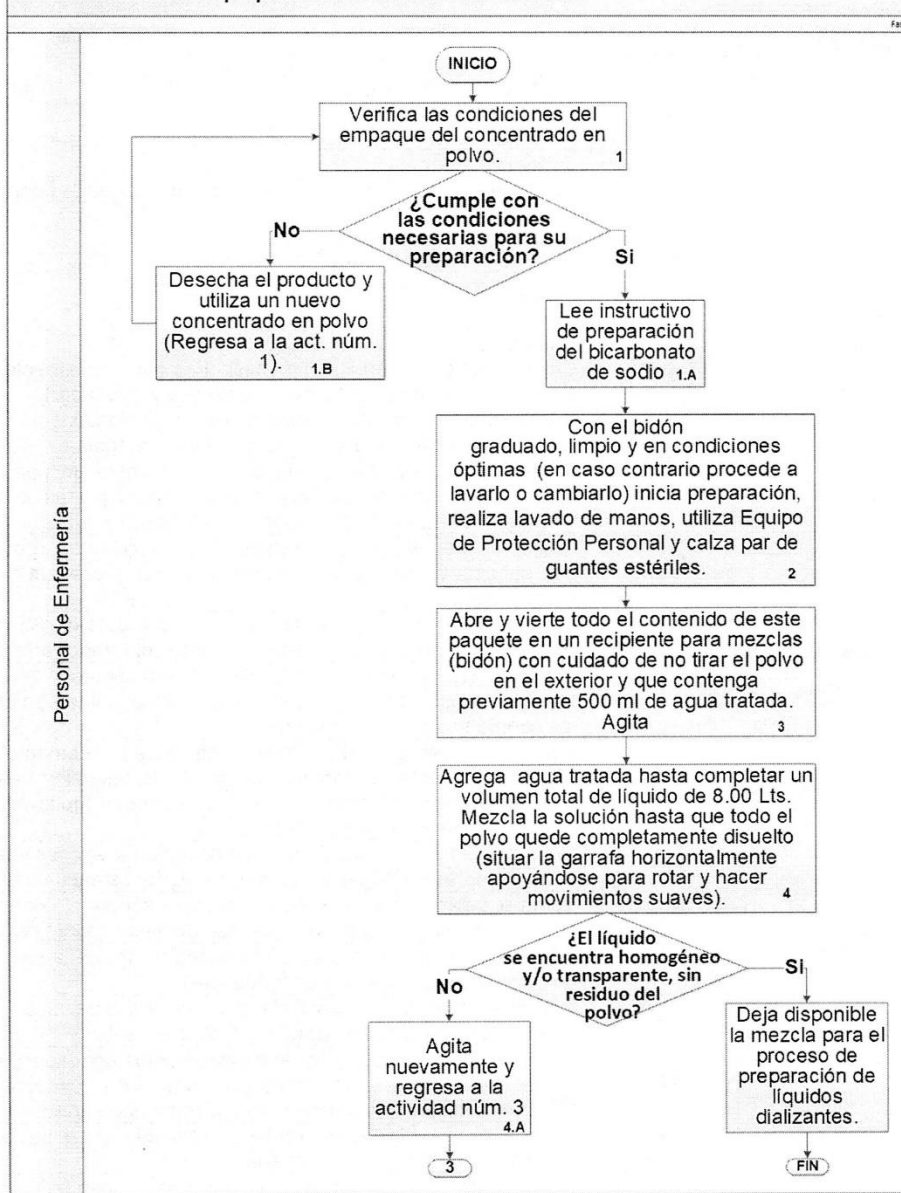 INICIO
Verifica las condiciones del
empaque del concentrado en
polvo.
1
¿Cumple con
las condiciones
necesarias para su
preparación?
No
Si
Desecha el producto y
utiliza un nuevo
concentrado en polvo
(Regresa a la act. núm.
1). 1.B
Lee instructivo
de preparación
del bicarbonato
de sodio 1.A
Con el bidón
graduado, limpio y en condiciones
óptimas (en caso contrario procede a
lavarlo o cambiarlo) inicia preparación,
realiza lavado de manos, utiliza Equipo
de Protección Personal y calza par de
guantes estériles. 2
Personal de Enfermería
Abre y vierte todo el contenido de este
paquete en un recipiente para mezclas
(bidón) con cuidado de no tirar el polvo
en el exterior y que contenga
previamente 500 ml de agua tratada.
Agita 3
Agrega agua tratada hasta completar un
volumen total de líquido de 8.00 Lts.
Mezcla la solución hasta que todo el
polvo quede completamente disuelto
(situar la garrafa horizontalmente
apoyándose para rotar y hacer
movimientos suaves). 4
¿El líquido
se encuentra homogéneo
y/o transparente, sin
residuo del
polvo?
No
Si
Agita
nuevamente y
regresa a la
actividad núm. 3
4.A
3
Deja disponible
la mezcla para el
proceso de
preparación de
líquidos
dializantes.
FIN